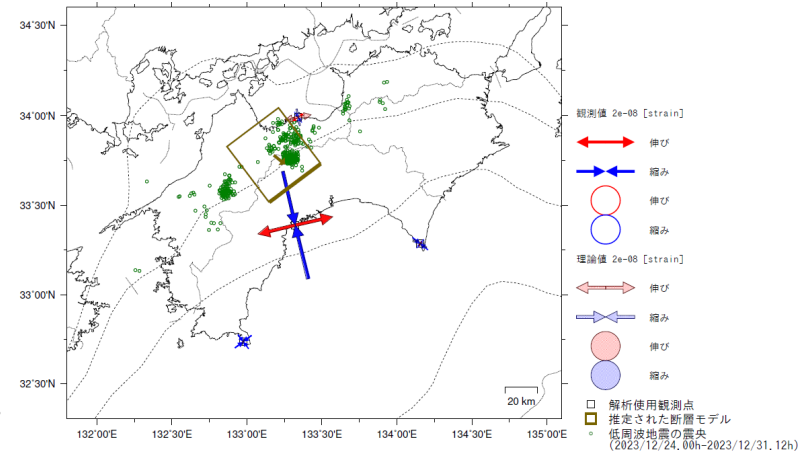 34°30'N
34°00'N
33°30'N
33°00'N
32°30'N
132°00'E
132°30'E
133°00'E
133°30'E
134°00'E
134°30'E
135°00'E
20 km
観測値 2e-08 [strain]
伸び
縮み
伸び
縮み
理論値 2e-08 [strain]
伸び
縮み
伸び
縮み
解析使用観測点
推定された断層モデル
低周波地震の震央
(2023/12/24.00h-2023/12/31.12h)